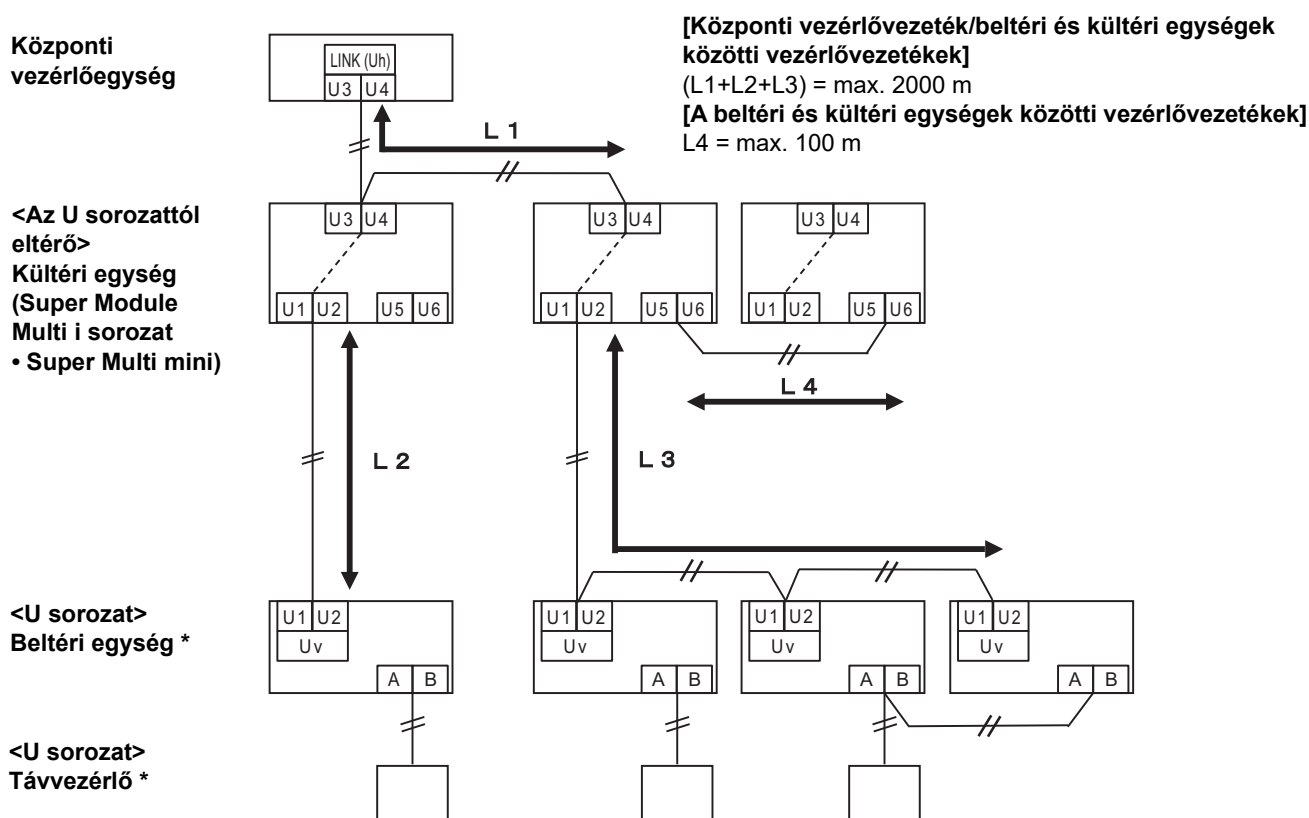 Központi
vezérlőegység
LINK (Uh)
U3 U4
[Központi vezérlővezeték/beltéri és kültéri egységek
közötti vezérlővezetékek]
(L1+L2+L3) = max. 2000 m
[A beltéri és kültéri egységek közötti vezérlővezetékek]
L4 = max. 100 m
L 1
<Az U sorozattól
eltérő>
Kültéri egység
(Super Module
Multi i sorozat
• Super Multi mini)
U3 U4
U3 U4
U3 U4
U1 U2 U5 U6
U1 U2 U5 U6
U1 U2 U5 U6
L 4
L 2
L 3
<U sorozat>
Beltéri egység *
U1 U2
Uv
A B
U1 U2
Uv
A B
U1 U2
Uv
A B
U1 U2
Uv
A B
<U sorozat>
Távvezérlő *